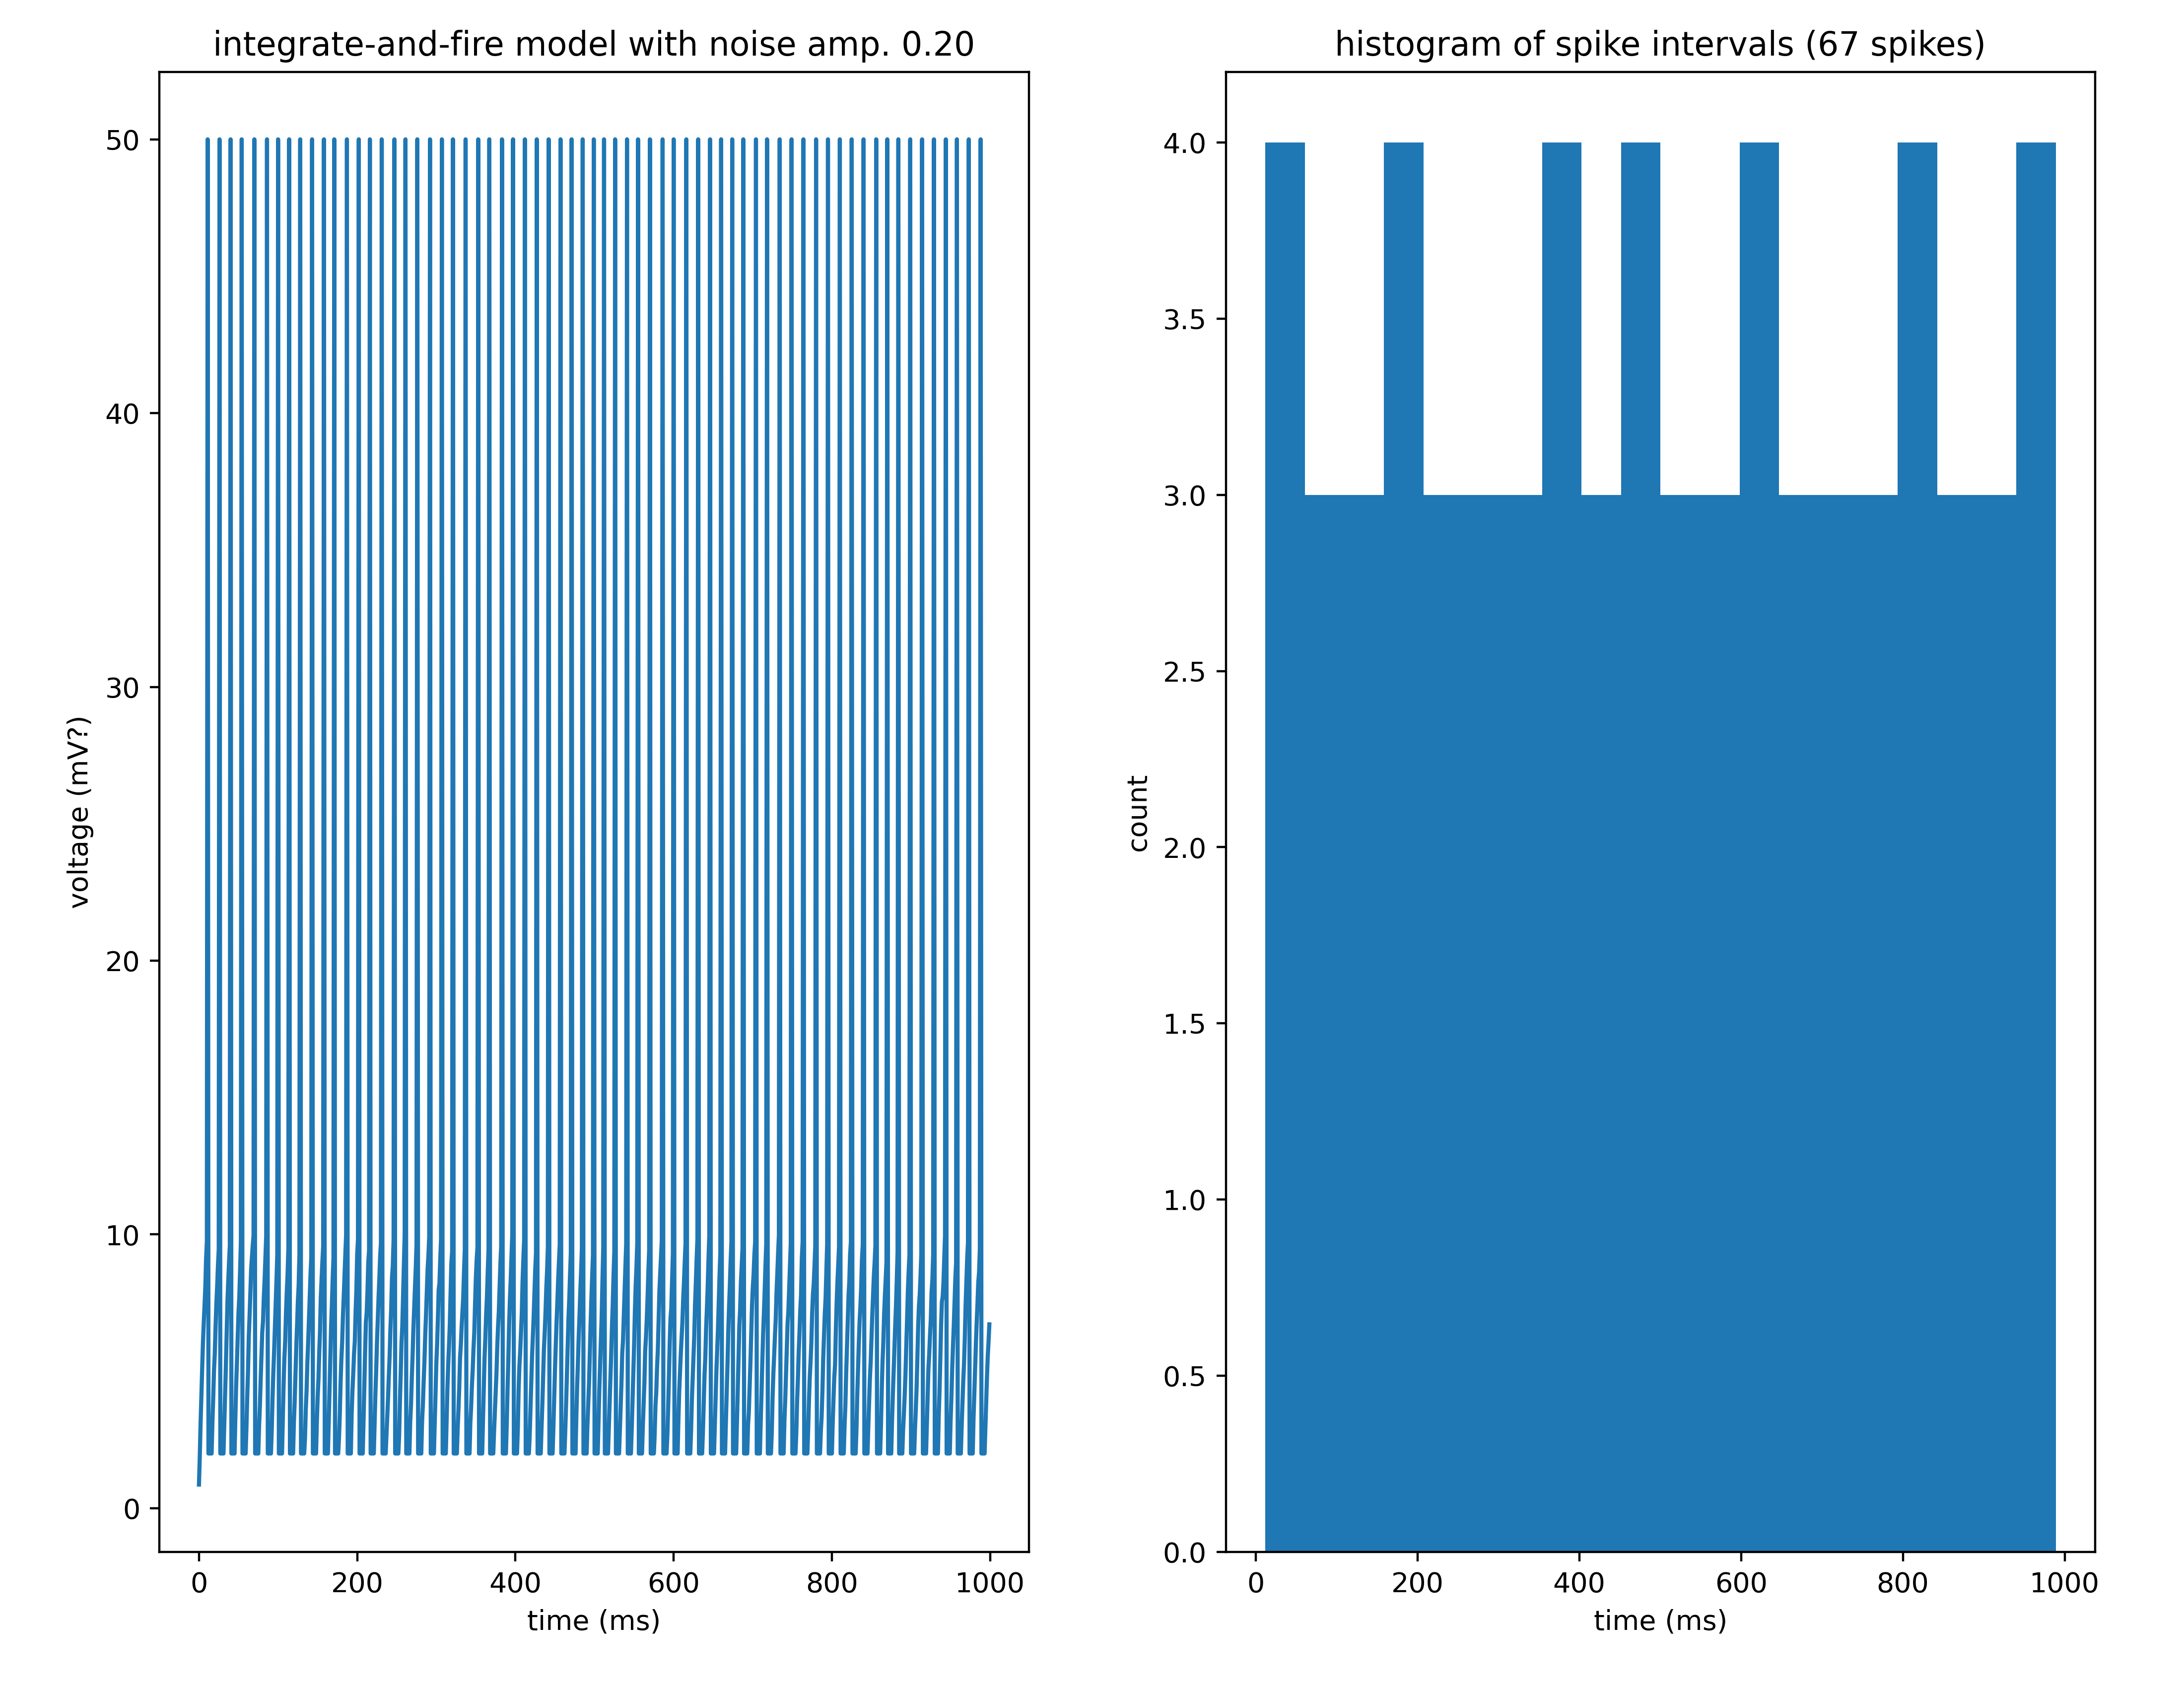 integrate-and-fire model with noise amp. 0.20
50
40
30
20
10
0
voltage (mV?)
0 200 400 600 800 1000
time (ms)
histogram of spike intervals (67 spikes)
4.0
3.5
3.0
2.5
2.0
1.5
1.0
0.5
0.0
count
0 200 400 600 800 1000
time (ms)